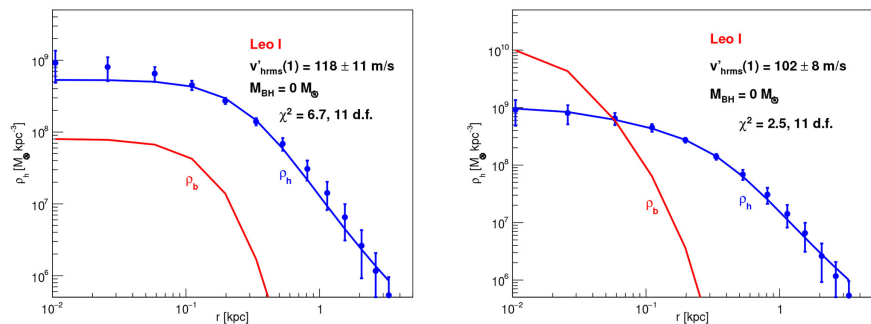 Leo I
v'hrms(1) = 118 ± 11 m/s
MBH = 0 M⊗
χ² = 6.7, 11 d.f.
ρb
ρh
ρh [M⊗ kpc⁻³]
10⁹
10⁸
10⁷
10⁶
10⁻² 10⁻¹ 1
r [kpc]
Leo I
v'hrms(1) = 102 ± 8 m/s
MBH = 0 M⊗
χ² = 2.5, 11 d.f.
ρb
ρh
ρh [M⊗ kpc⁻³]
10¹⁰
10⁹
10⁸
10⁷
10⁶
10⁻² 10⁻¹ 1
r [kpc]